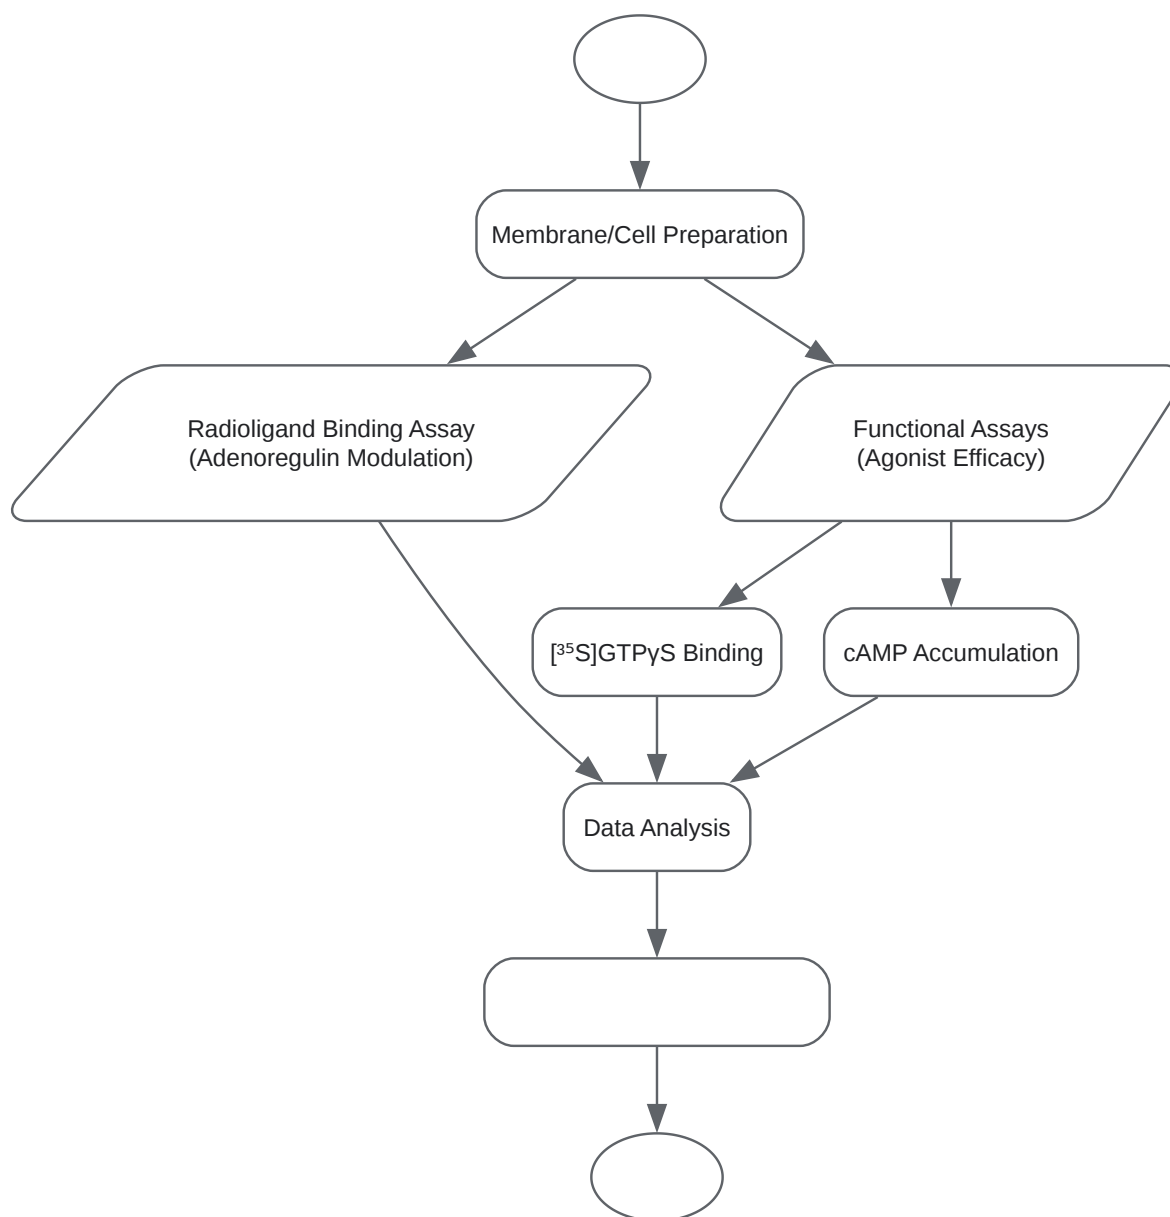 Membrane/Cell Preparation
Radioligand Binding Assay
(Adenoregulin Modulation)
Functional Assays
(Agonist Efficacy)
[³⁵S]GTPγS Binding
cAMP Accumulation
Data Analysis